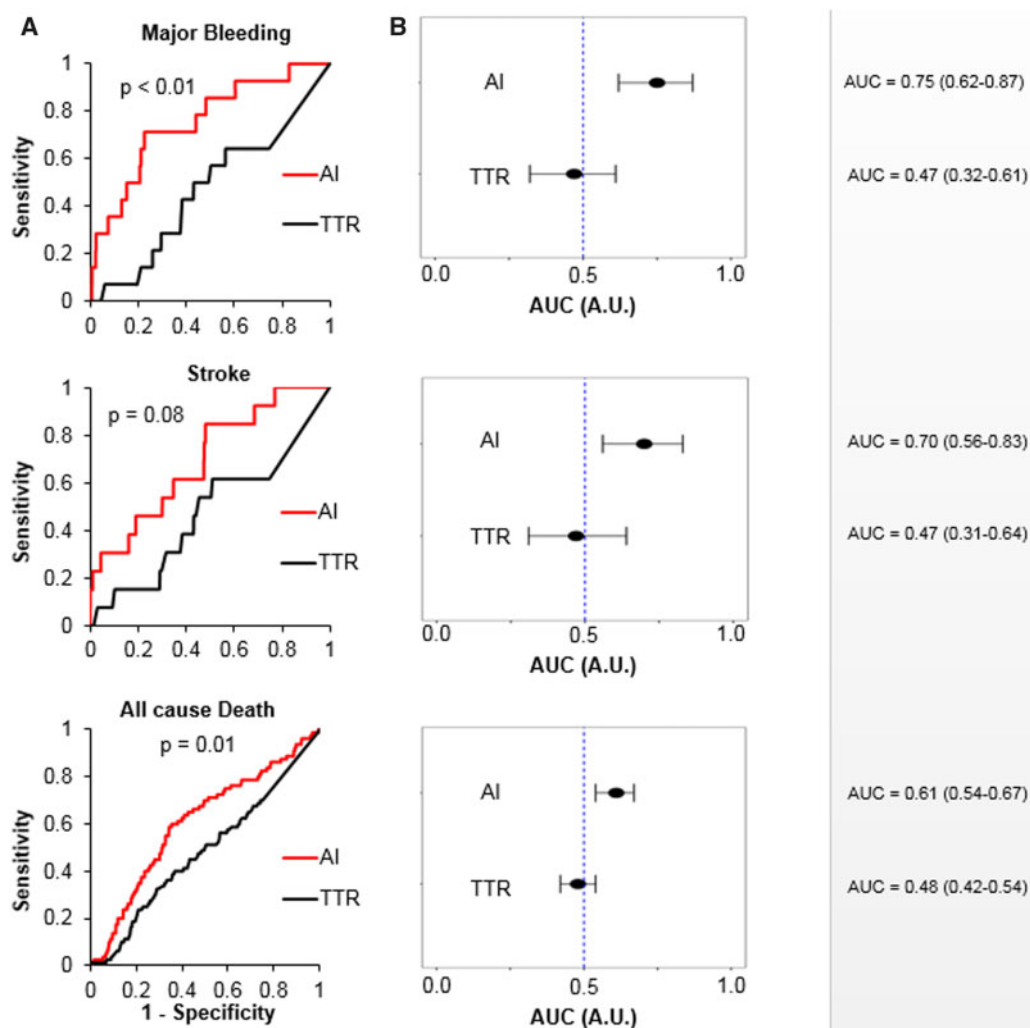 A
Major Bleeding
p < 0.01
1
0.8
0.6
0.4
0.2
0
Sensitivity
AI
TTR
0 0.2 0.4 0.6 0.8 1
B
AI
TTR
0.0 0.5 1.0
AUC (A.U.)
AUC = 0.75 (0.62-0.87)
AUC = 0.47 (0.32-0.61)
Stroke
p = 0.08
1
0.8
0.6
0.4
0.2
0
Sensitivity
AI
TTR
0 0.2 0.4 0.6 0.8 1
AI
TTR
0.0 0.5 1.0
AUC (A.U.)
AUC = 0.70 (0.56-0.83)
AUC = 0.47 (0.31-0.64)
All cause Death
p = 0.01
1
0.8
0.6
0.4
0.2
0
Sensitivity
AI
TTR
0 0.2 0.4 0.6 0.8 1
1 - Specificity
AI
TTR
0.0 0.5 1.0
AUC (A.U.)
AUC = 0.61 (0.54-0.67)
AUC = 0.48 (0.42-0.54)